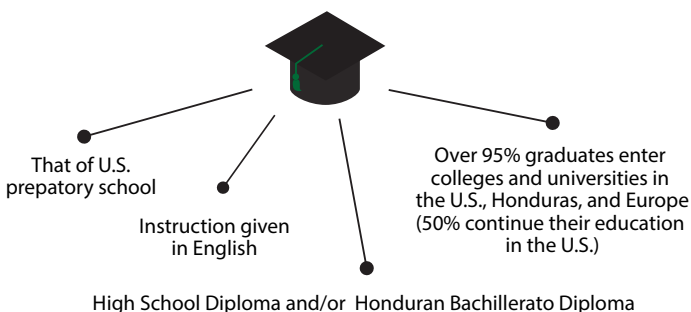 That of U.S.
prepatory school
Instruction given
in English
High School Diploma and/or Honduran Bachillerato Diploma
Over 95% graduates enter
colleges and universities in
the U.S., Honduras, and Europe
(50% continue their education
in the U.S.)